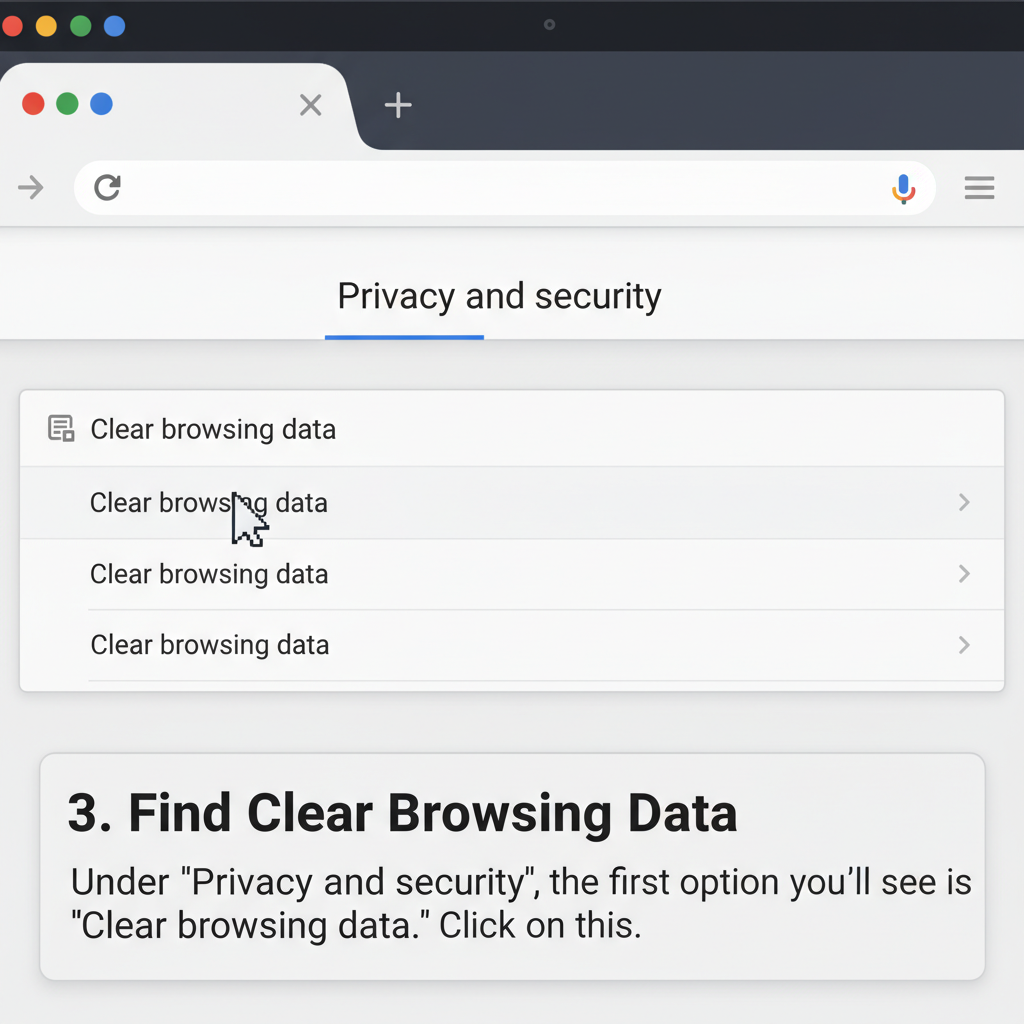 Privacy and security
Clear browsing data
Clear browsing data
Clear browsing data
Clear browsing data
3. Find Clear Browsing Data
Under "Privacy and security", the first option you’ll see is
"Clear browsing data." Click on this.